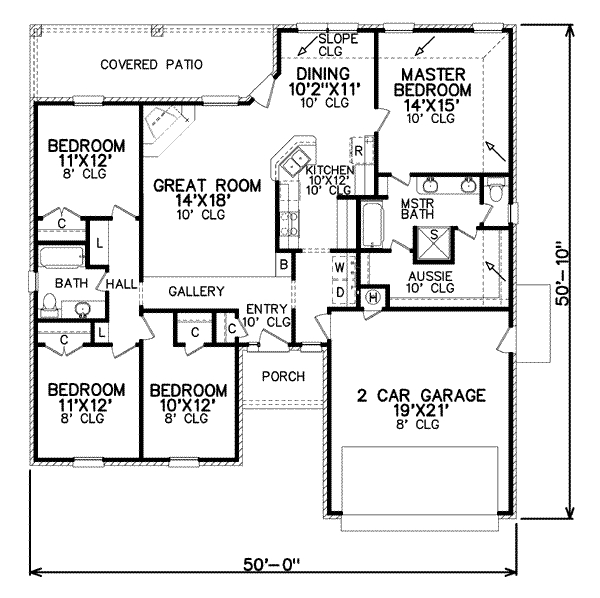 SLOPE
CLG
COVERED PATIO
DINING
10'2"X11'
10' CLG
MASTER
BEDROOM
14'X15'
10' CLG
BEDROOM
11'X12'
8' CLG
R
KITCHEN
10'X12'
10' CLG
GREAT ROOM
14'X18'
10' CLG
MSTR
BATH
C
L
S
BATH
HALL
GALLERY
B
W
D
AUSSIE
10' CLG
H
ENTRY
10' CLG
L
C
C
C
PORCH
BEDROOM
11'X12'
8' CLG
BEDROOM
10'X12'
8' CLG
2 CAR GARAGE
19'X21'
8' CLG
50'-10"
50'-0"